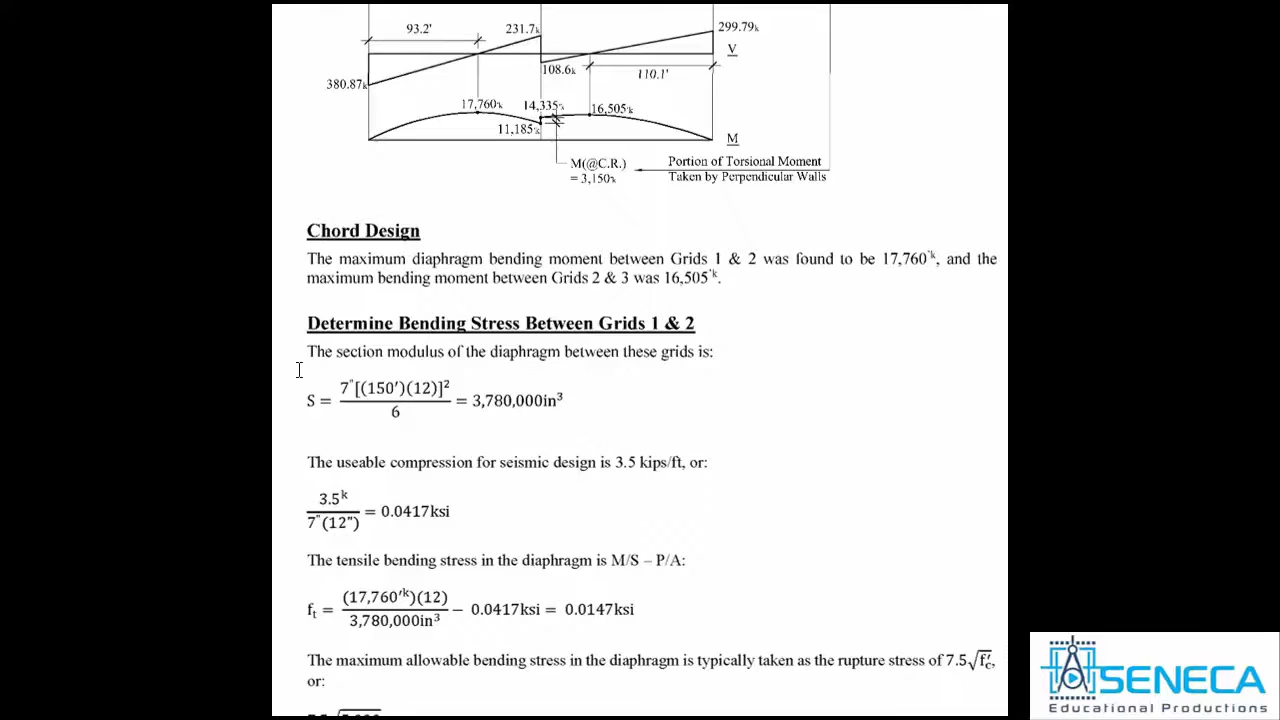 93.2'
231.7k
299.79k
V
108.6k
110.1'
380.87k
17,760'k
14,335'k
16,505'k
11,185'k
M
M(@C.R.)
= 3,150'k
Portion of Torsional Moment
Taken by Perpendicular Walls
Chord Design
The maximum diaphragm bending moment between Grids 1 & 2 was found to be 17,760'k, and the
maximum bending moment between Grids 2 & 3 was 16,505'k.
Determine Bending Stress Between Grids 1 & 2
The section modulus of the diaphragm between these grids is:
S = 7"[(150′)(12)]² / 6 = 3,780,000in³
The useable compression for seismic design is 3.5 kips/ft, or:
3.5ᵏ / 7"(12") = 0.0417ksi
The tensile bending stress in the diaphragm is M/S – P/A:
fₜ = (17,760′ᵏ)(12) / 3,780,000in³ − 0.0417ksi = 0.0147ksi
The maximum allowable bending stress in the diaphragm is typically taken as the rupture stress of 7.5√f′c,
or:
SENECA
Educational Productions